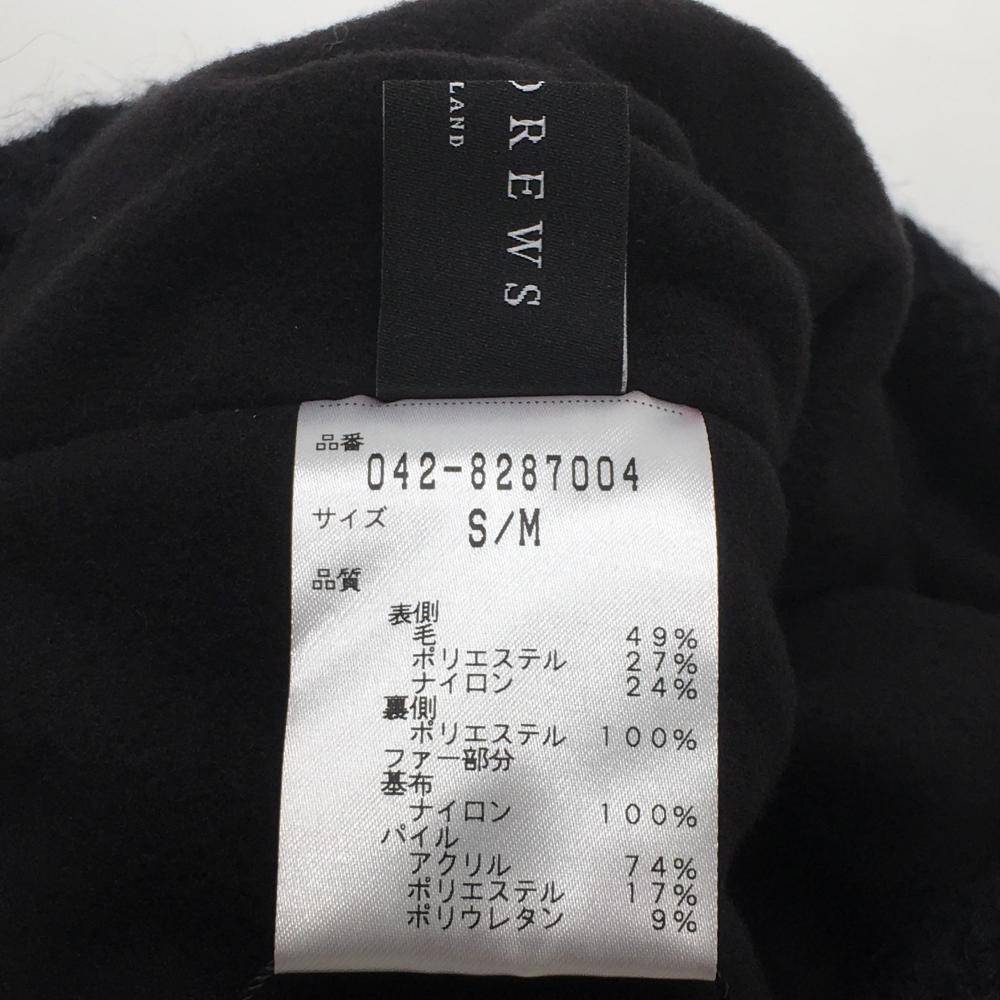 DREWS
LAND
品番
042-8287004
サイズ S/M
品質
表側
毛 49%
ポリエステル 27%
ナイロン 24%
裏側
ポリエステル 100%
ファー部分
基布
ナイロン 100%
パイル
アクリル 74%
ポリエステル 17%
ポリウレタン 9%